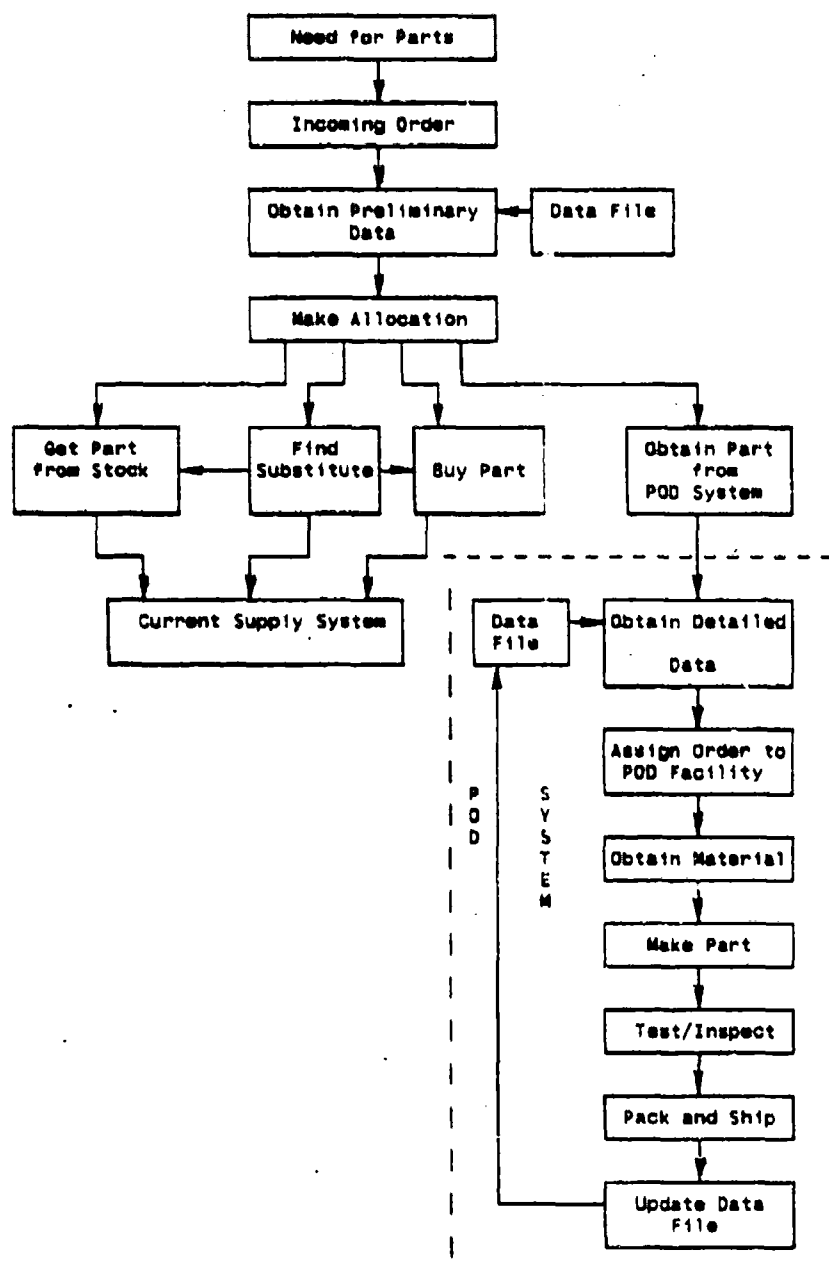 Need for Parts
Incoming Order
Obtain Preliminary
Data
Data File
Make Allocation
Get Part
from Stock
Find
Substitute
Buy Part
Obtain Part
from
POD System
Current Supply System
Data
File
Obtain Detailed
Data
Assign Order to
POD Facility
POD
SYSTEM
Obtain Material
Make Part
Test/Inspect
Pack and Ship
Update Data
File